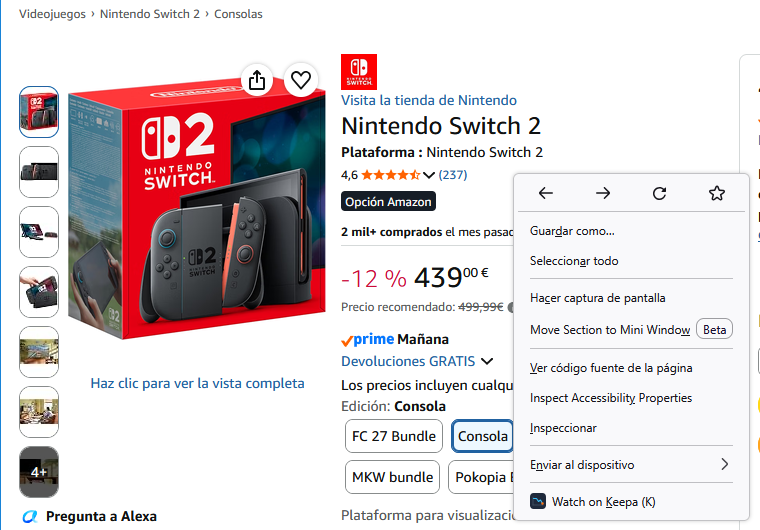 Videojuegos › Nintendo Switch 2 › Consolas
Visita la tienda de Nintendo
Nintendo Switch 2
Plataforma : Nintendo Switch 2
4,6 (237)
Opción Amazon
2 mil+ comprados el mes pasad
-12 % 439,00 €
Precio recomendado: 499,99€
prime Mañana
Devoluciones GRATIS
Los precios incluyen cualqu
Edición: Consola
FC 27 Bundle
Consola
MKW bundle
Pokopia E
Plataforma para visualizació
NINTENDO
SWITCH
2
NINTENDO
SWITCH
Haz clic para ver la vista completa
4+
Pregunta a Alexa
Guardar como...
Seleccionar todo
Hacer captura de pantalla
Move Section to Mini Window Beta
Ver código fuente de la página
Inspect Accessibility Properties
Inspeccionar
Enviar al dispositivo
Watch on Keepa (K)